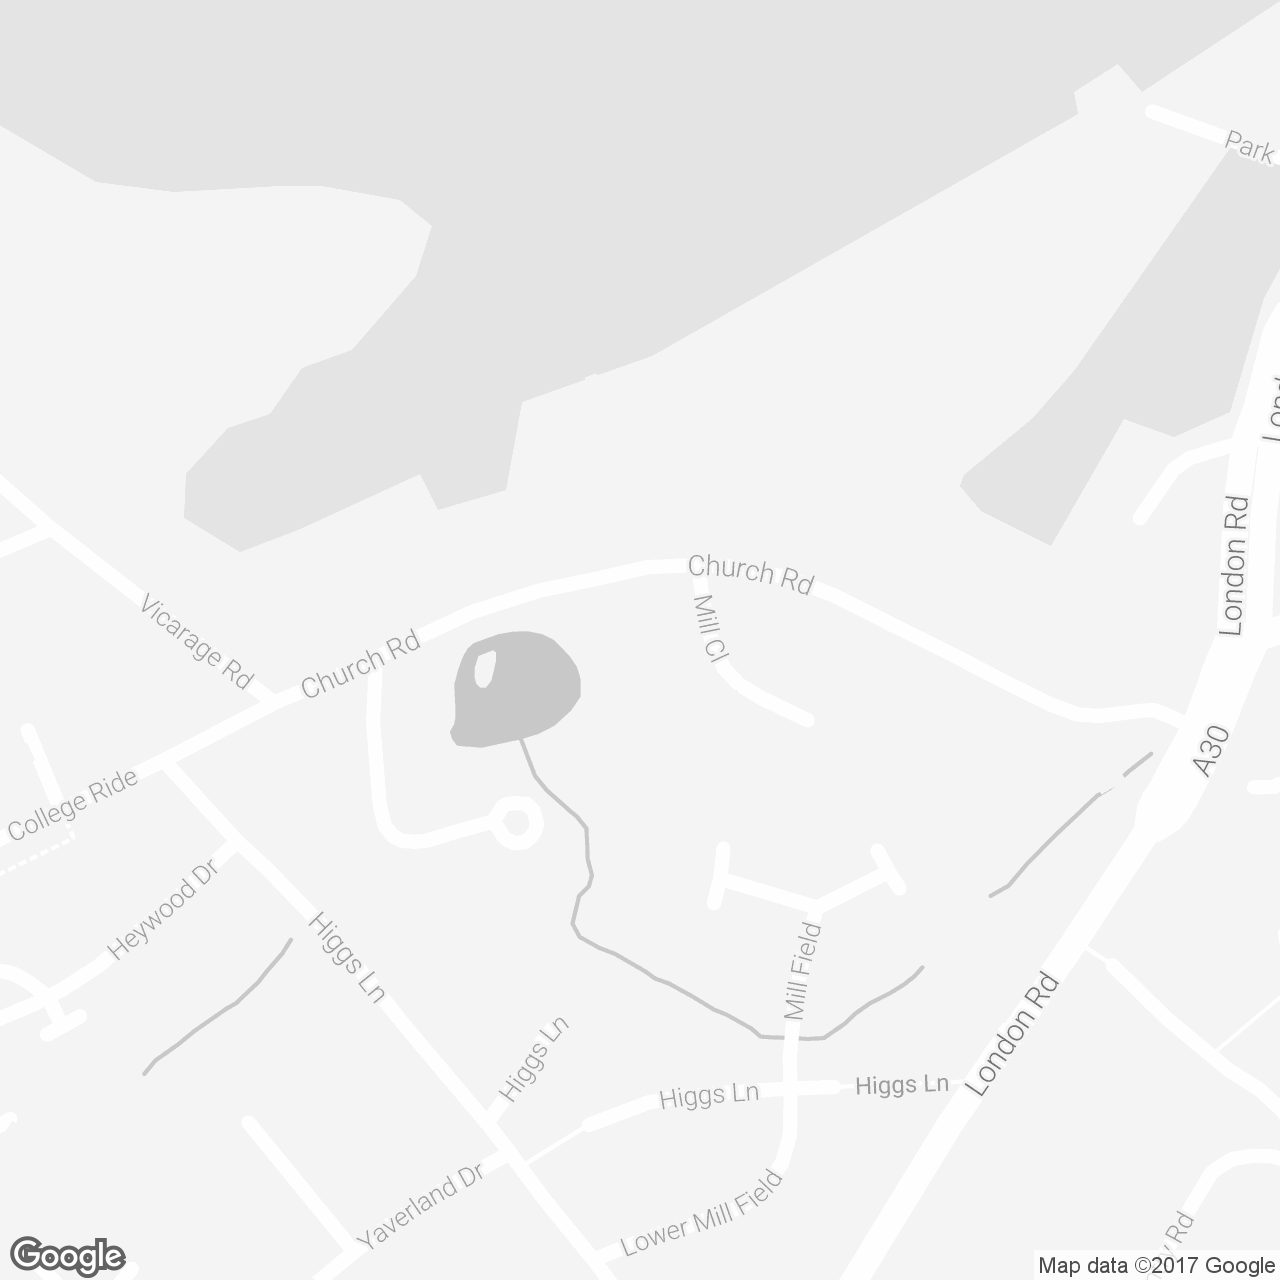 Park
Lond
London Rd
Church Rd
Mill Cl
Vicarage Rd
Church Rd
A30
College Ride
Heywood Dr
Higgs Ln
Mill Field
London Rd
Higgs Ln
Higgs Ln
Higgs Ln
Yaverland Dr
Lower Mill Field
Rd
Google
Map data ©2017 Google